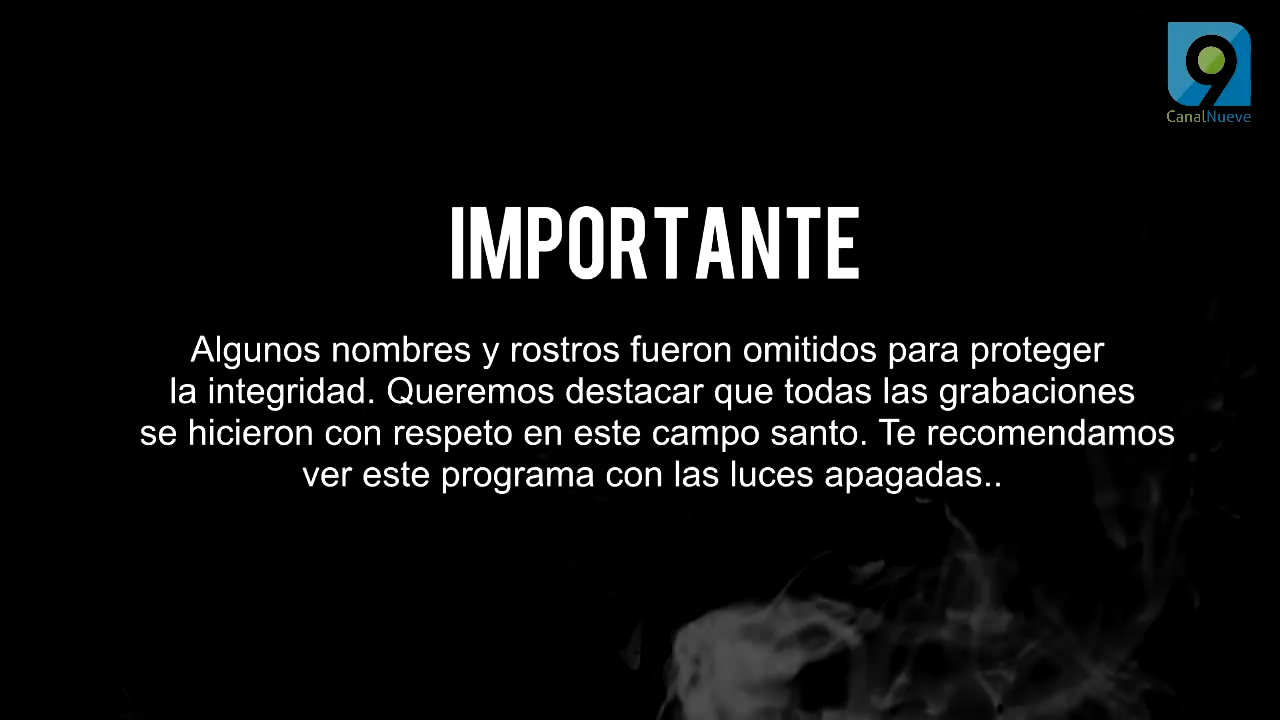 9
CanalNueve
IMPORTANTE
Algunos nombres y rostros fueron omitidos para proteger
la integridad. Queremos destacar que todas las grabaciones
se hicieron con respeto en este campo santo. Te recomendamos
ver este programa con las luces apagadas..